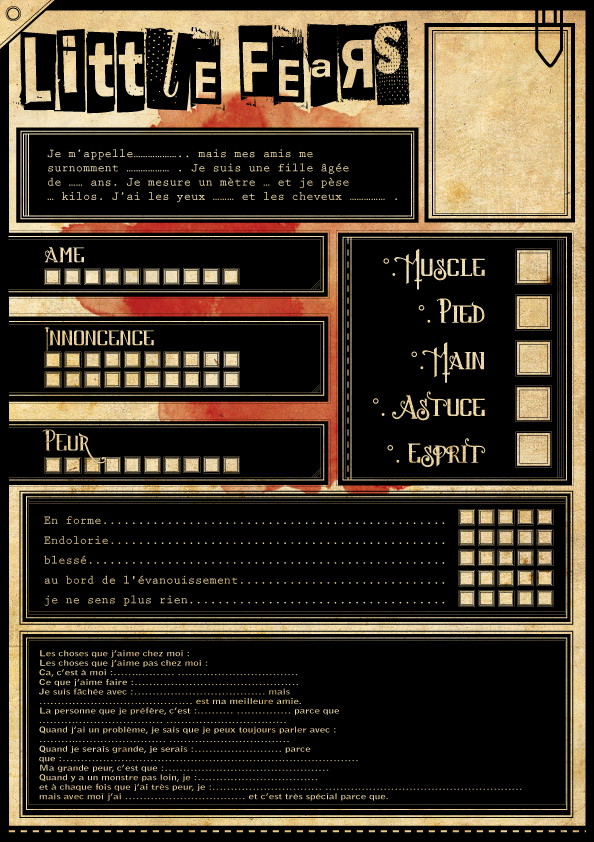 Little Fears
Je m'appelle………………… mais mes amis me
surnomment ……………… . Je suis une fille âgée
de …… ans. Je mesure un mètre … et je pèse
… kilos. J'ai les yeux ……… et les cheveux …………… .
AME
INNONCENCE
PEUR
°. MUSCLE
°. PIED
°. MAIN
°. ASTUCE
°. ESPRIT
En forme...............................................
Endolorie...............................................
blessé.................................................
au bord de l'évanouissement.............................
je ne sens plus rien....................................
Les choses que j'aime chez moi :
Les choses que j'aime pas chez moi :
Ca, c'est à moi :................. ..................................
Ce que j'aime faire :..............................................
Je suis fâchée avec :..................................... mais
........................................... est ma meilleure amie.
La personne que je préfère, c'est :.......... ............... parce que
.....................................................................
Quand j'ai un problème, je sais que je peux toujours parler avec :
....................................... ..................................
Quand je serais grande, je serais :......................... parce
que :...................................................................................
Ma grande peur, c'est que :..............................................
Quand y a un monstre pas loin, je :..................................
et à chaque fois que j'ai très peur, je :.......................................................................................
mais avec moi j'ai .................................. et c'est très spécial parce que.